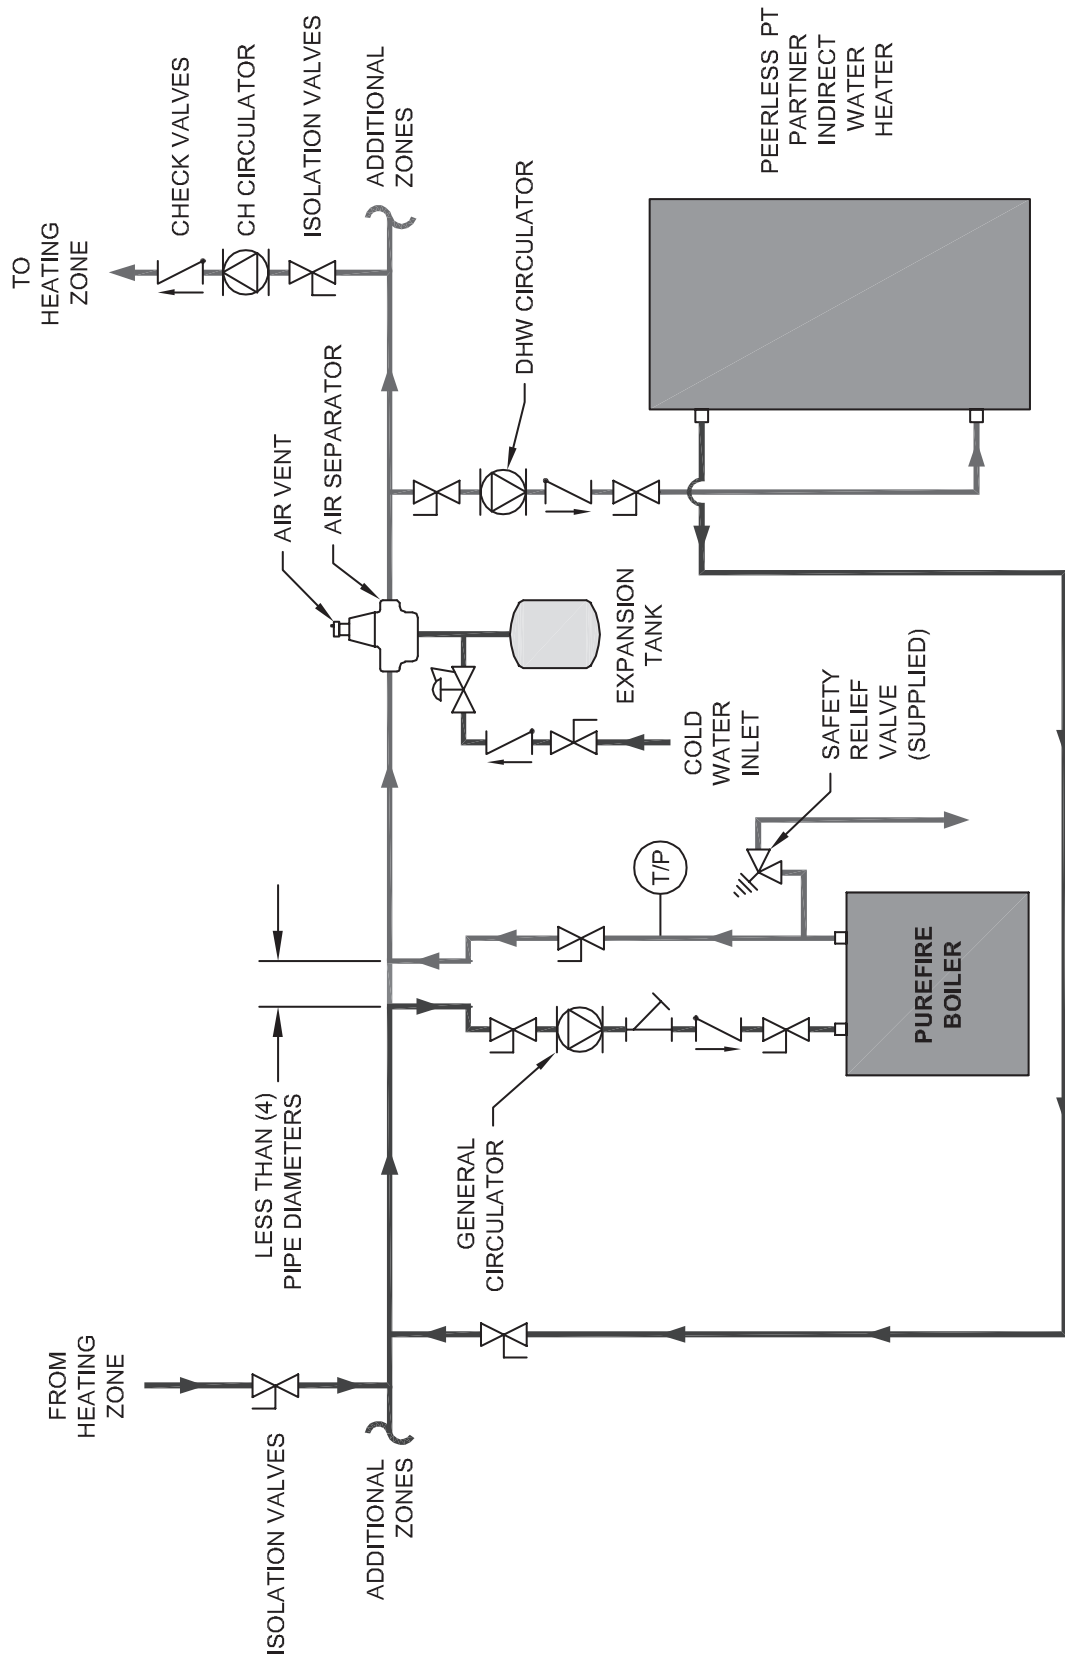 FROM
HEATING
ZONE
ISOLATION VALVES
ADDITIONAL
ZONES
LESS THAN (4)
PIPE DIAMETERS
GENERAL
CIRCULATOR
PUREFIRE
BOILER
T/P
SAFETY
RELIEF
VALVE
(SUPPLIED)
COLD
WATER
INLET
EXPANSION
TANK
AIR VENT
AIR SEPARATOR
DHW CIRCULATOR
TO
HEATING
ZONE
CHECK VALVES
CH CIRCULATOR
ISOLATION VALVES
ADDITIONAL
ZONES
PEERLESS PT
PARTNER
INDIRECT
WATER
HEATER